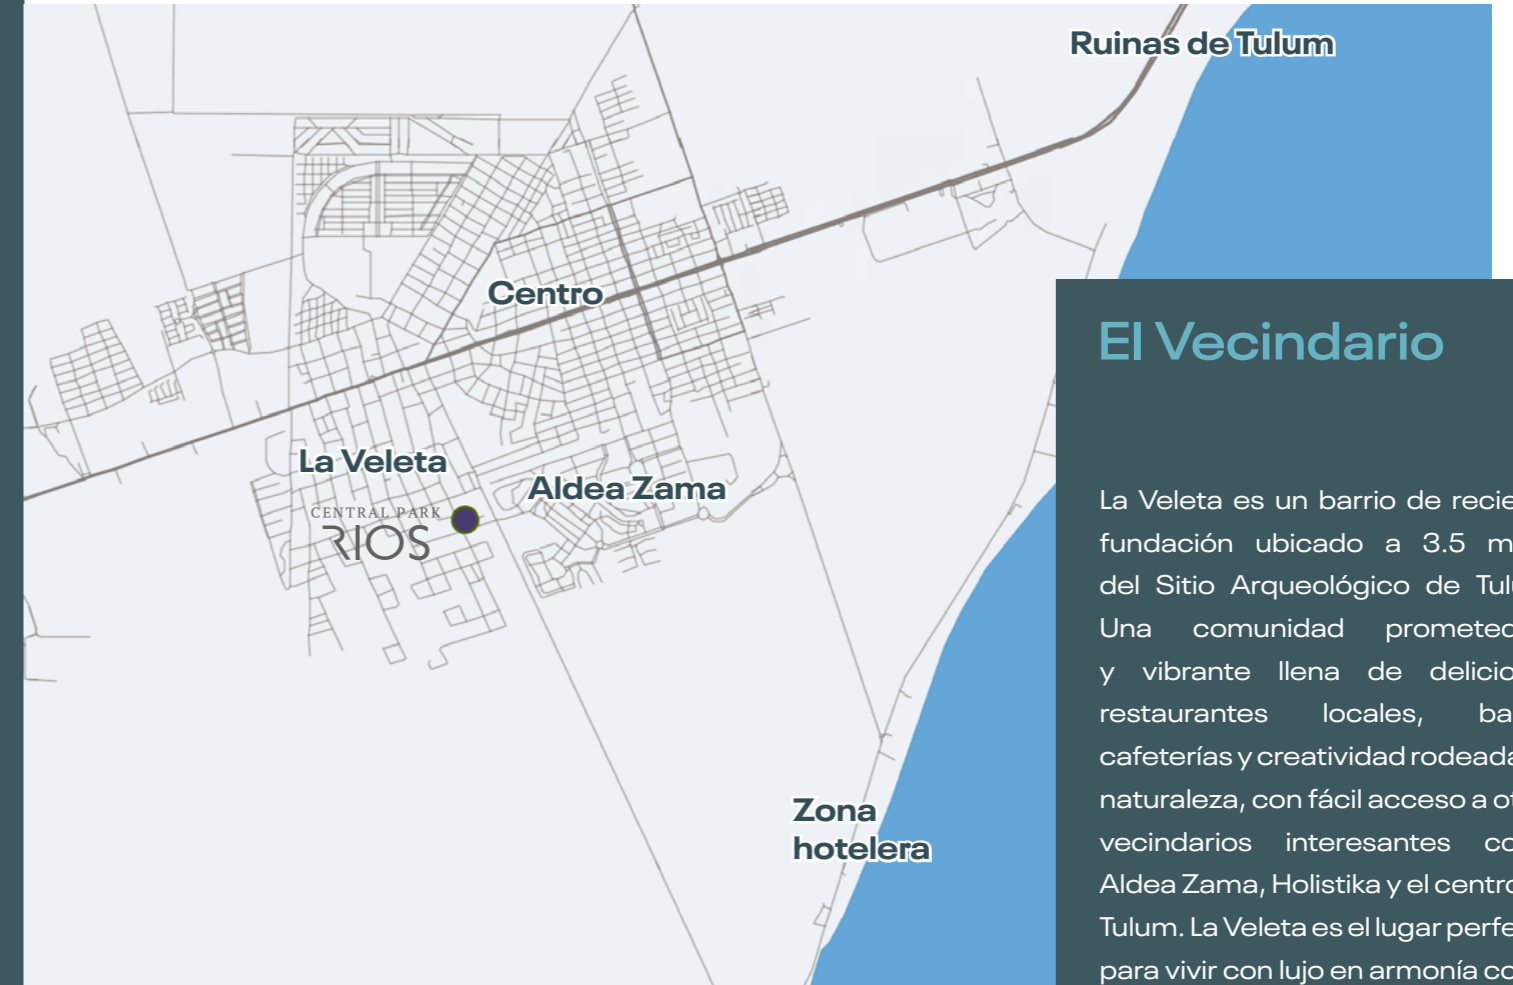 Ruinas de Tulum
Centro
La Veleta
Aldea Zama
CENTRAL PARK
RIOS
Zona
hotelera
El Vecindario
La Veleta es un barrio de recie
fundación ubicado a 3.5 m
del Sitio Arqueológico de Tulu
Una comunidad prometed
y vibrante llena de delicio
restaurantes locales, ba
cafeterías y creatividad rodeada
naturaleza, con fácil acceso a ot
vecindarios interesantes co
Aldea Zama, Holistika y el centro
Tulum. La Veleta es el lugar perfe
para vivir con lujo en armonía co